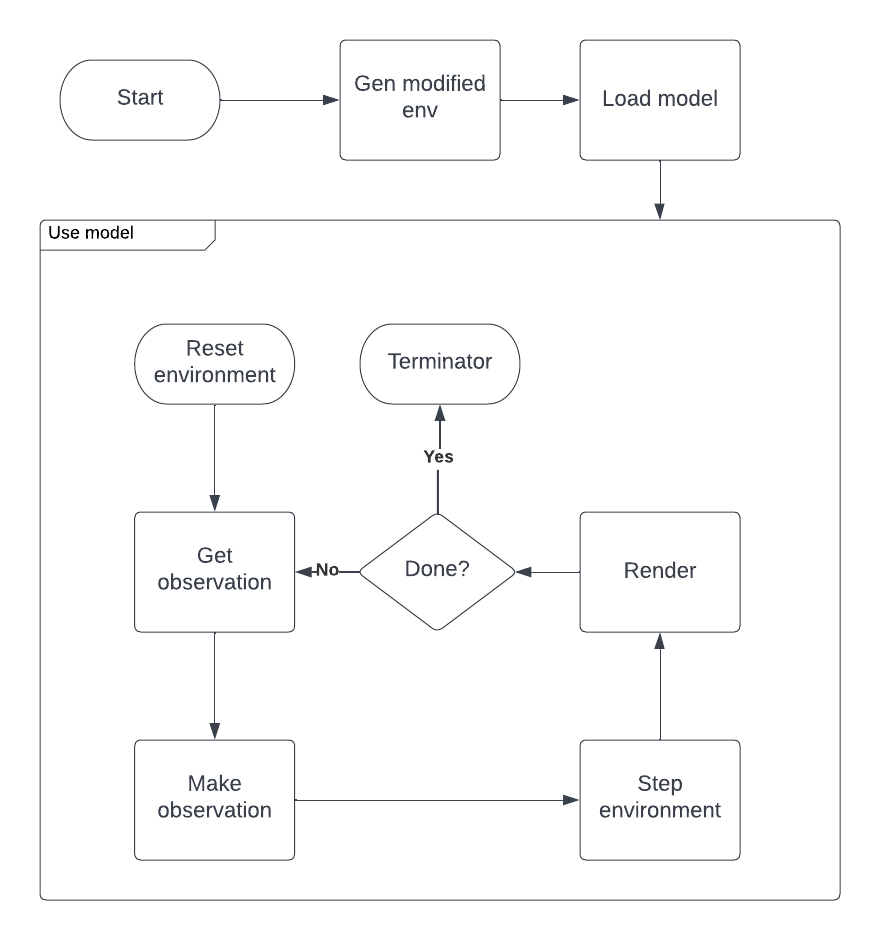 Start
Gen modified
env
Load model
Use model
Reset
environment
Terminator
Yes
Get
observation
No
Done?
Render
Make
observation
Step
environment